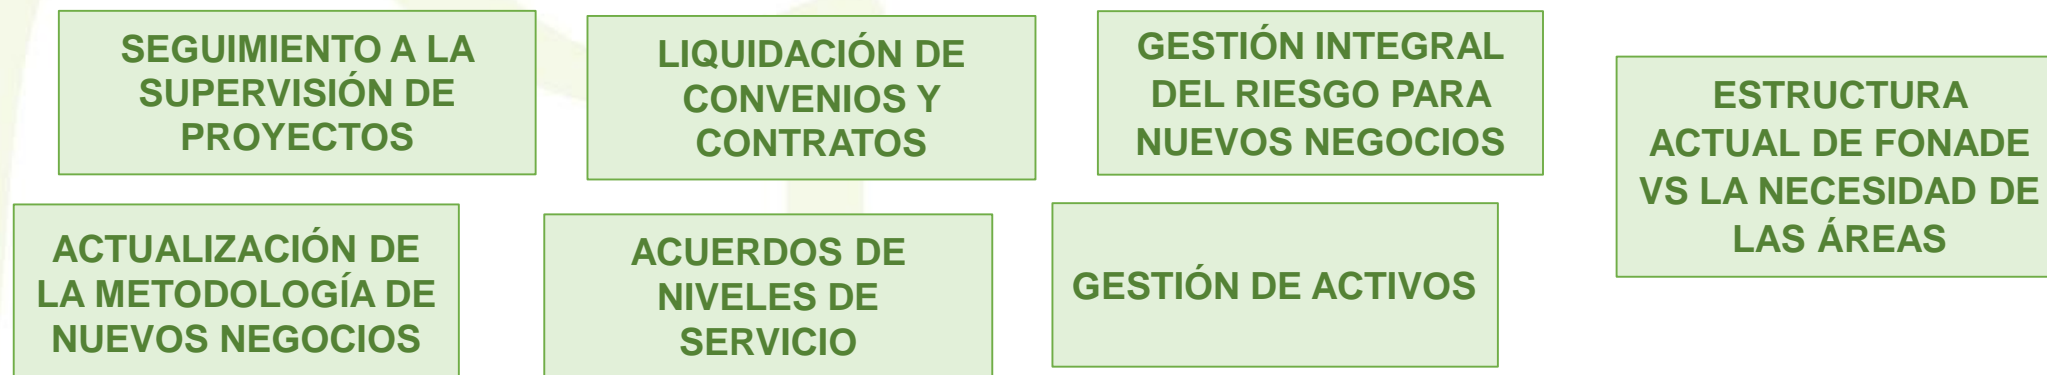 SEGUIMIENTO A LA
SUPERVISIÓN DE
PROYECTOS
LIQUIDACIÓN DE
CONVENIOS Y
CONTRATOS
GESTIÓN INTEGRAL
DEL RIESGO PARA
NUEVOS NEGOCIOS
ESTRUCTURA
ACTUAL DE FONADE
VS LA NECESIDAD DE
LAS ÁREAS
ACTUALIZACIÓN DE
LA METODOLOGÍA DE
NUEVOS NEGOCIOS
ACUERDOS DE
NIVELES DE
SERVICIO
GESTIÓN DE ACTIVOS